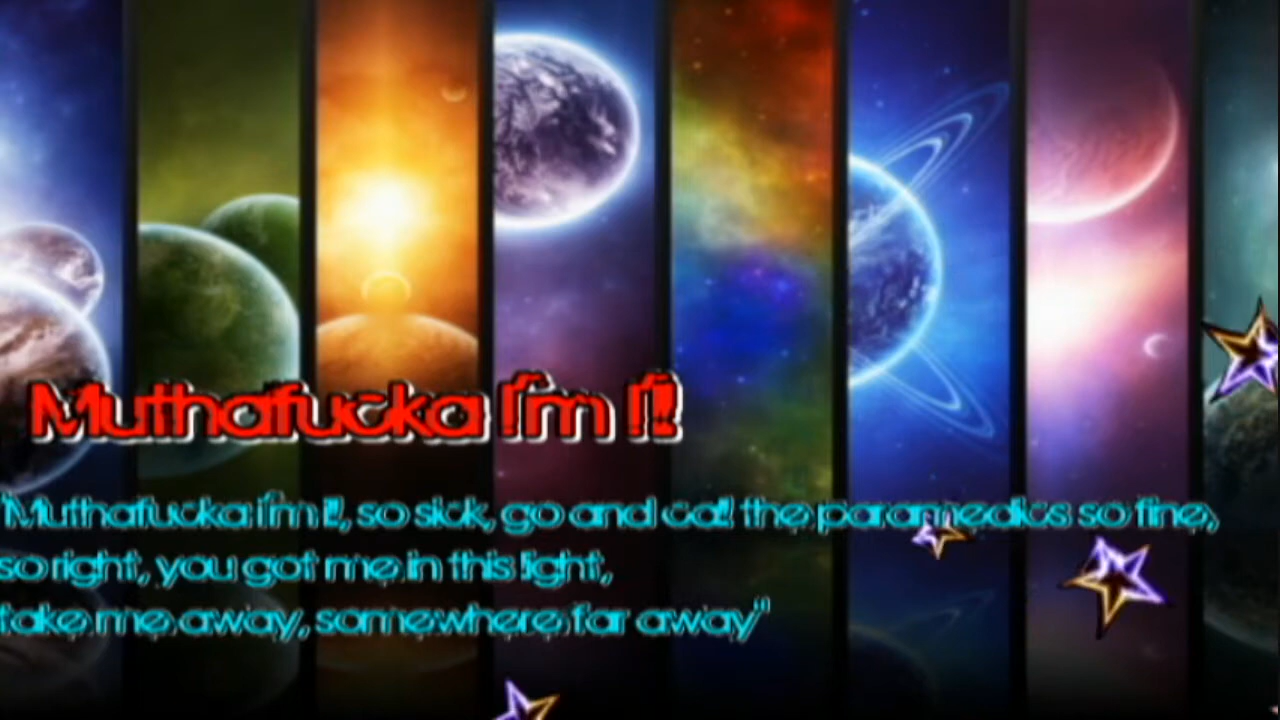 Muthafucka I'm Ill
"Muthafucka I'm Ill, so sick, go and call the paramedics so fine,
so right, you got me in this light,
take me away, somewhere far away"